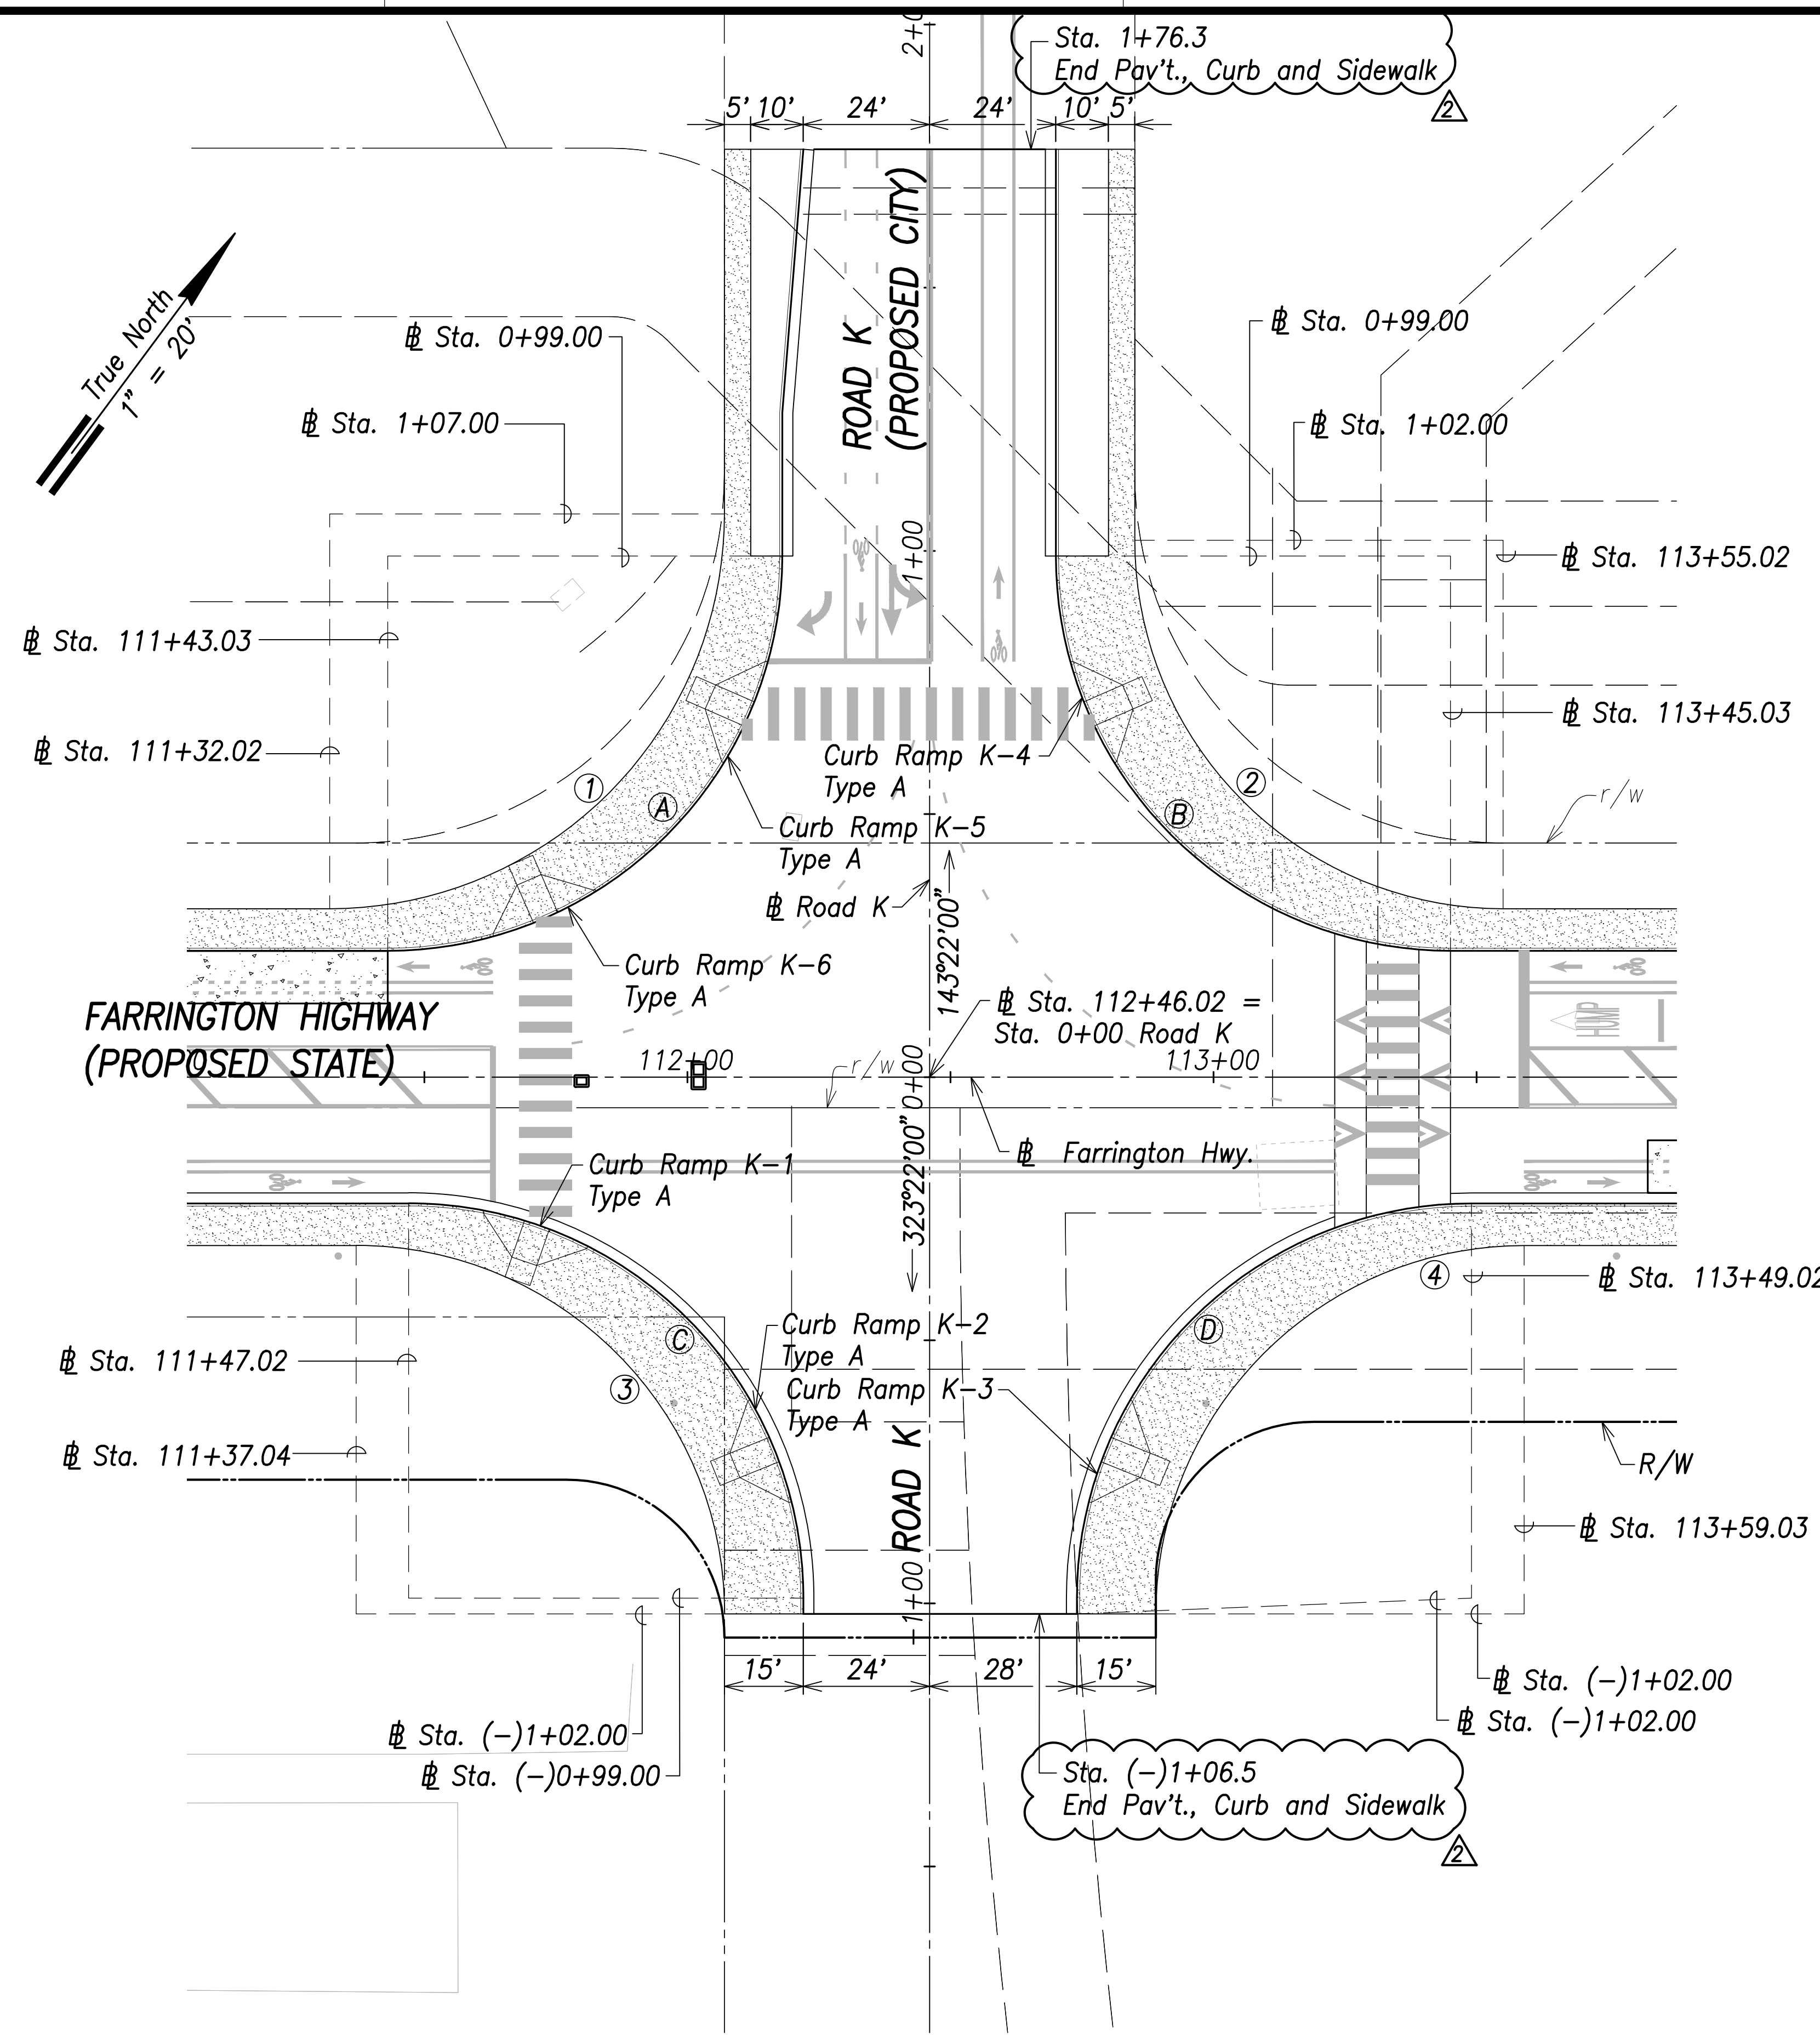 2+0
Sta. 1+76.3
End Pav't., Curb and Sidewalk
2
5' 10' 24' 24' 10' 5'
True North
1" = 20'
ROAD K
(PROPOSED CITY)
℄ Sta. 0+99.00
℄ Sta. 0+99.00
℄ Sta. 1+07.00
℄ Sta. 1+02.00
1+00
℄ Sta. 113+55.02
℄ Sta. 111+43.03
℄ Sta. 113+45.03
℄ Sta. 111+32.02
Curb Ramp K-4
Type A
1
2
r/w
A
B
Curb Ramp K-5
Type A
℄ Road K
143°22'00"
Curb Ramp K-6
Type A
℄ Sta. 112+46.02 =
Sta. 0+00 Road K
FARRINGTON HIGHWAY
(PROPOSED STATE)
112+00
r/w
0+00
113+00
323°22'00"
℄ Farrington Hwy.
Curb Ramp K-1
Type A
4
℄ Sta. 113+49.02
Curb Ramp K-2
Type A
C
D
℄ Sta. 111+47.02
3
Curb Ramp K-3
Type A
℄ Sta. 111+37.04
ROAD K
R/W
℄ Sta. 113+59.03
1+00
15' 24' 28' 15'
℄ Sta. (-)1+02.00
℄ Sta. (-)1+02.00
℄ Sta. (-)1+02.00
℄ Sta. (-)0+99.00
Sta. (-)1+06.5
End Pav't., Curb and Sidewalk
2